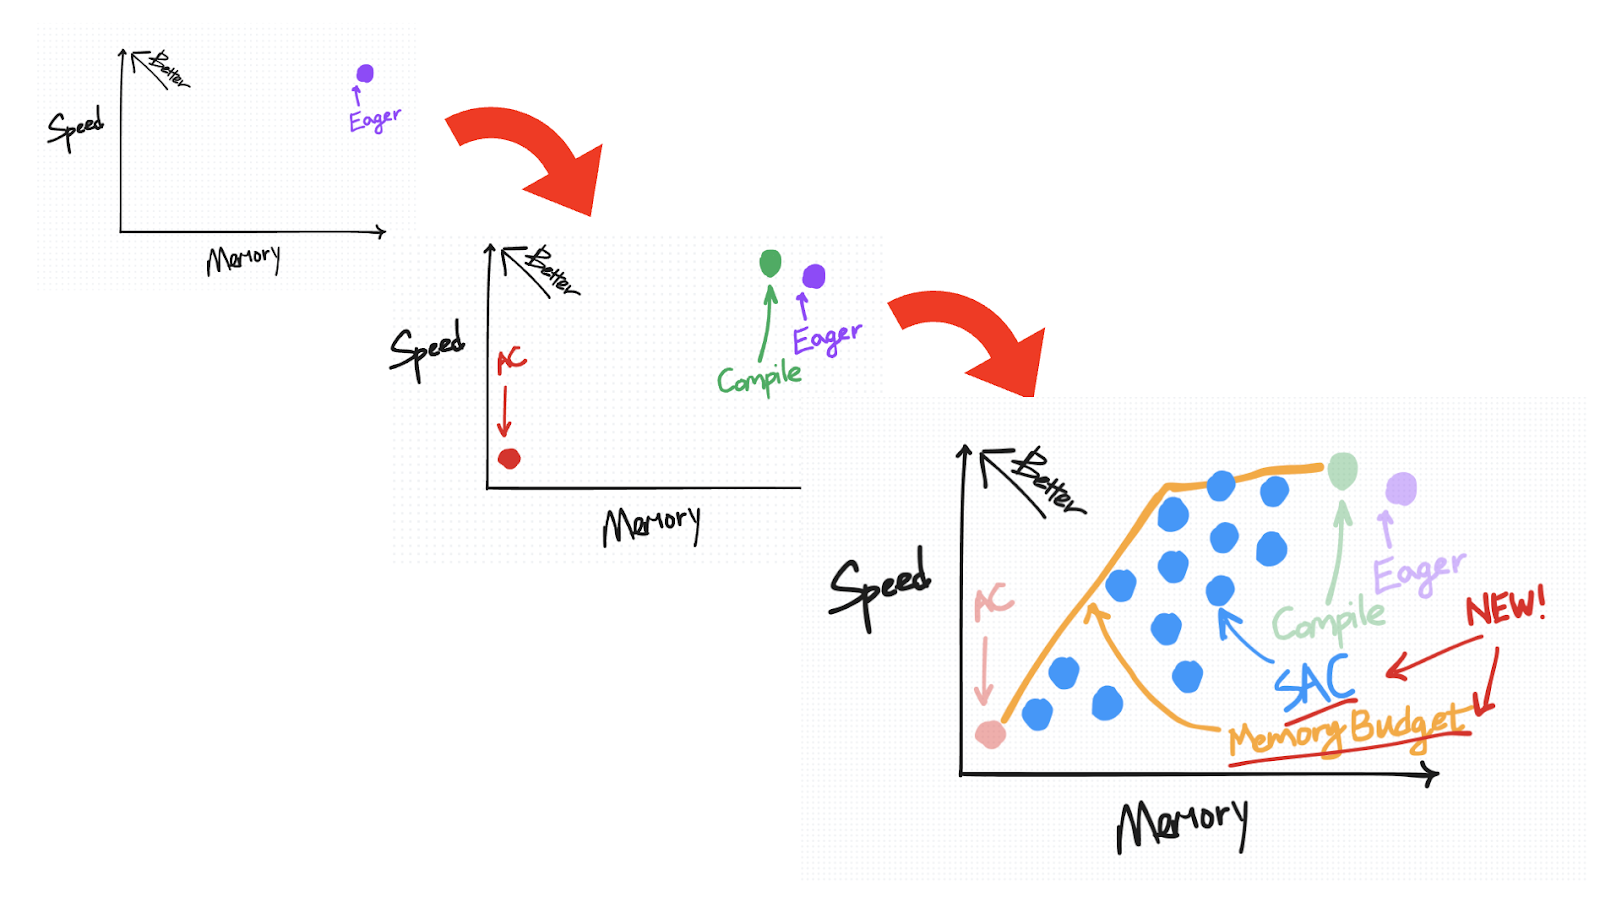 Better
Speed
Eager
Memory
Better
Speed
AC
Eager
Compile
Memory
Better
Speed
AC
Eager
Compile
NEW!
SAC
Memory Budget
Memory